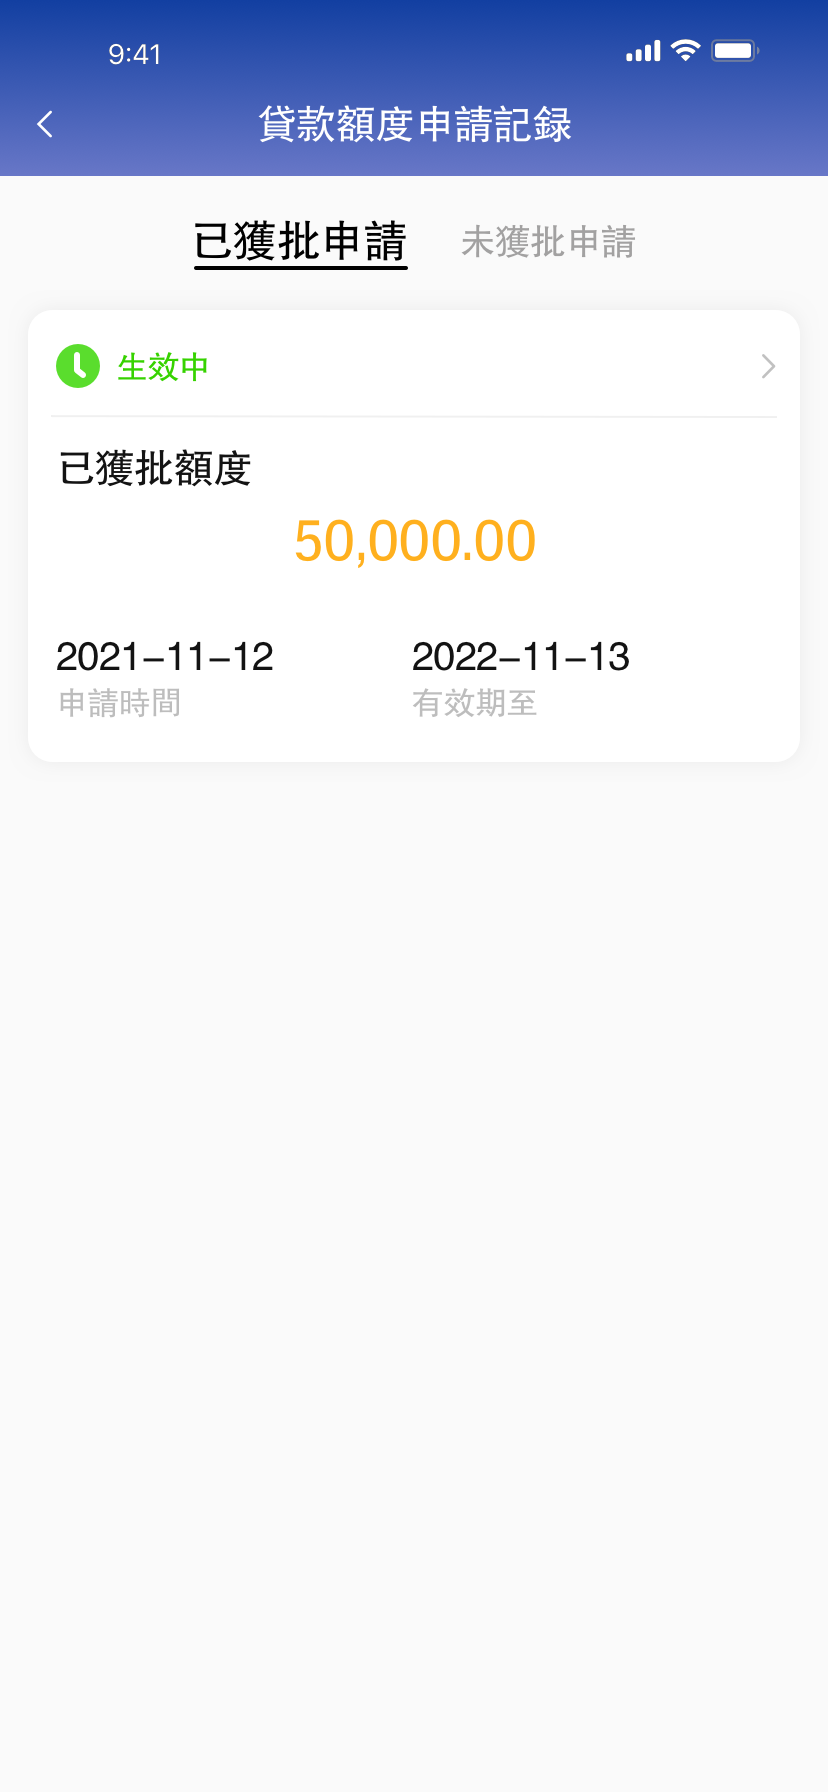 9:41
貸款額度申請記録
已獲批申請 未獲批申請
生效中
已獲批額度
50,000.00
2021-11-12 2022-11-13
申請時間 有效期至